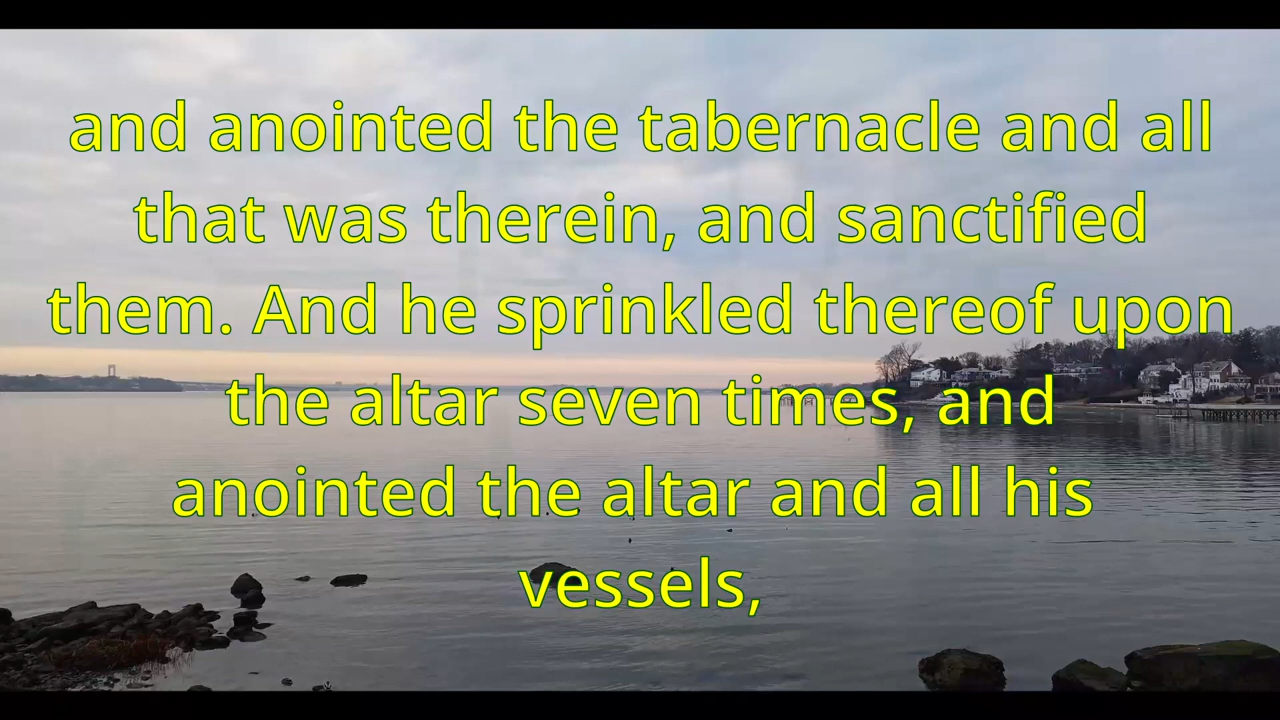 and anointed the tabernacle and all
that was therein, and sanctified
them. And he sprinkled thereof upon
the altar seven times, and
anointed the altar and all his
vessels,